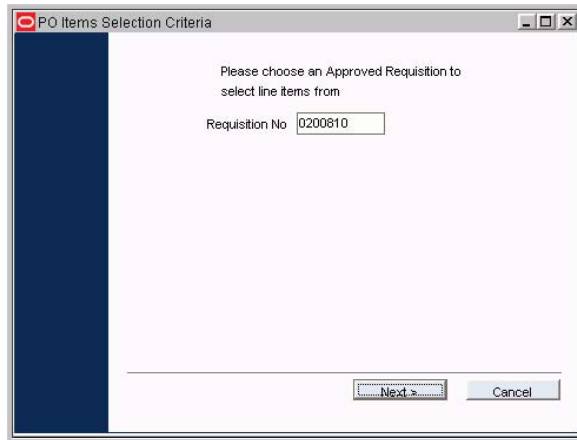 PO Items Selection Criteria
Please choose an Approved Requisition to
select line items from
Requisition No 0200810
Next > Cancel